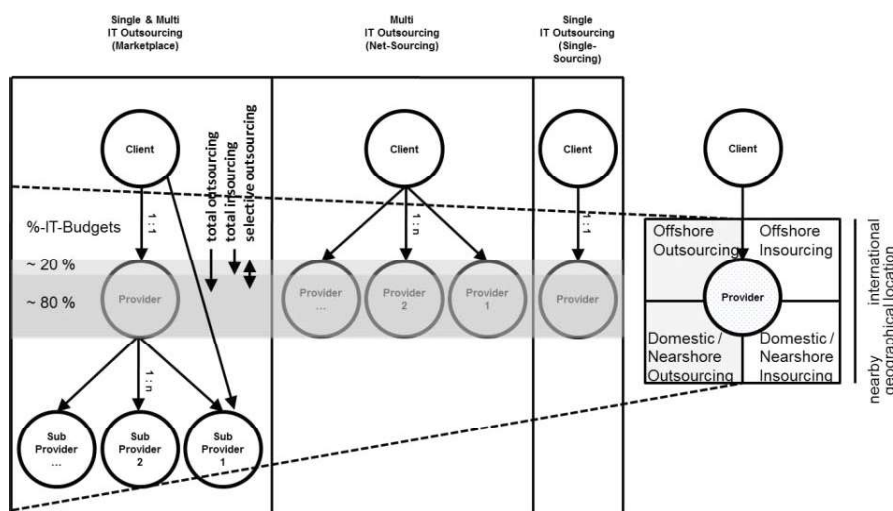 Single & Multi
IT Outsourcing
(Marketplace)
Multi
IT Outsourcing
(Net-Sourcing)
Single
IT Outsourcing
(Single-
Sourcing)
Client
total outsourcing
total insourcing
selective outsourcing
1 : 1
%-IT-Budgets
~ 20 %
~ 80 %
Provider
1 : n
Sub
Provider
...
Sub
Provider
2
Sub
Provider
1
Client
1 : n
Provider
...
Provider
2
Provider
1
Client
1 : 1
Provider
Client
Offshore
Outsourcing
Offshore
Insourcing
Provider
Domestic /
Nearshore
Outsourcing
Domestic /
Nearshore
Insourcing
international
nearby
geographical location